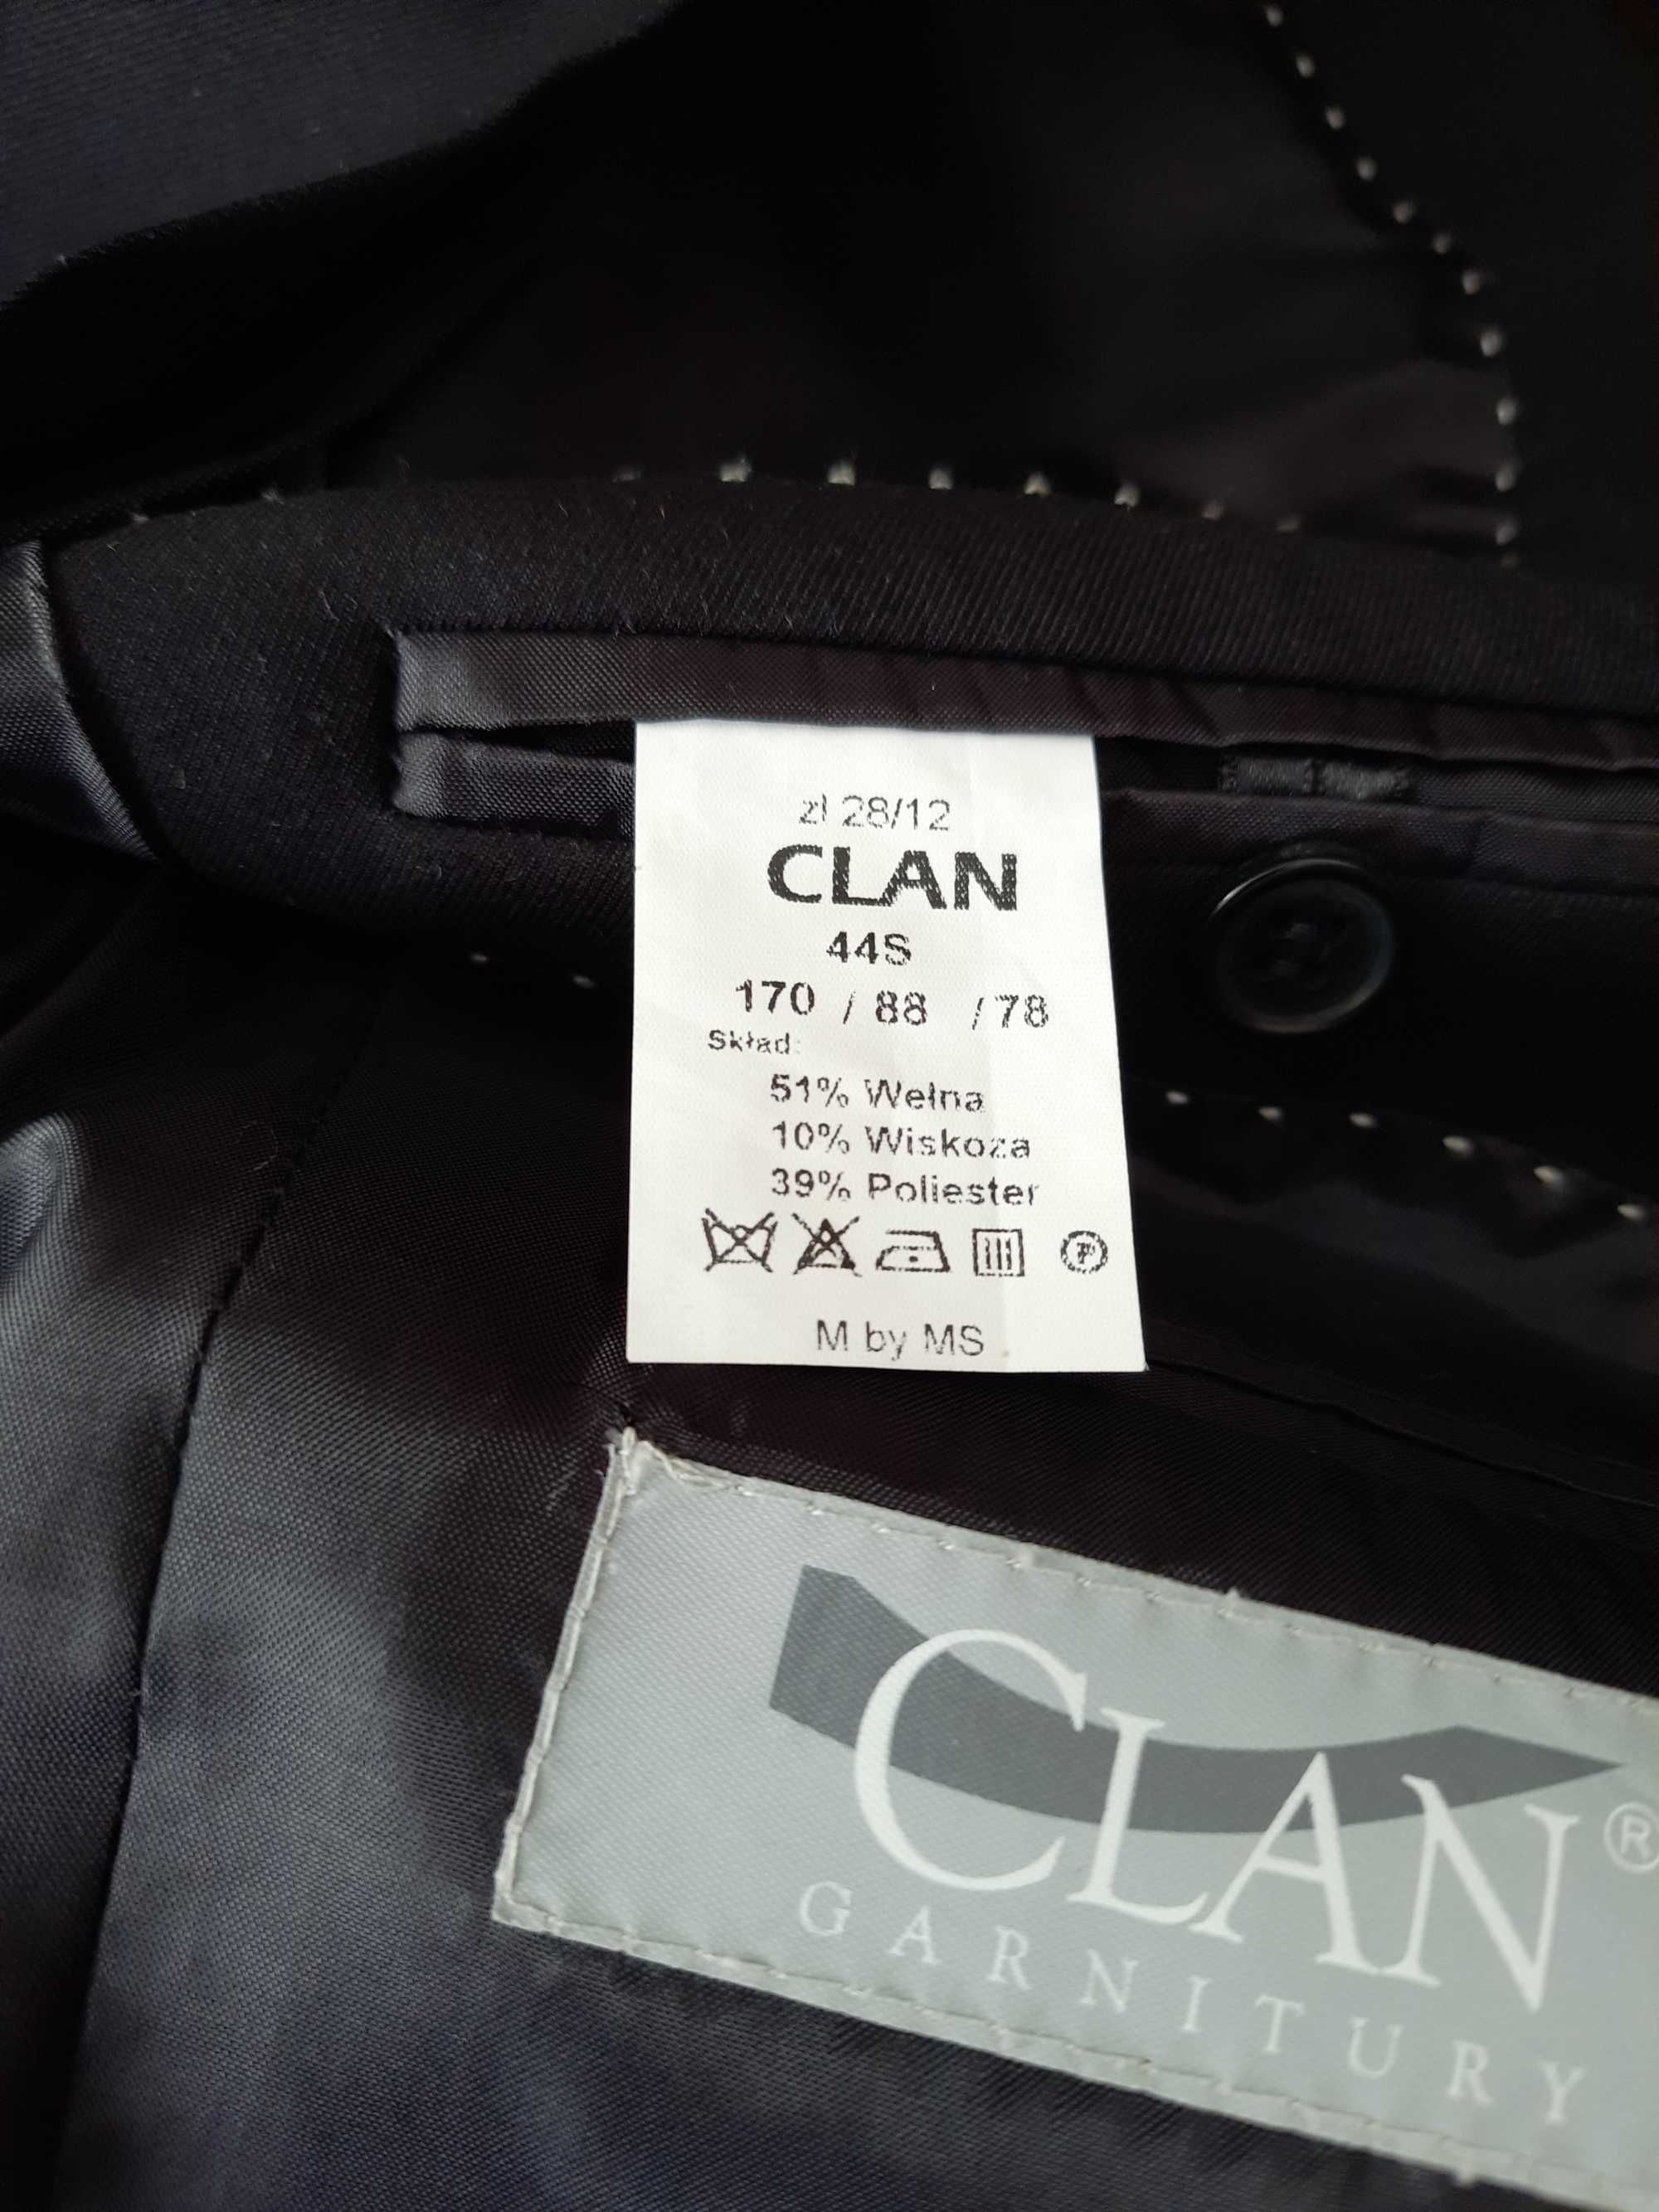 zł 28/12
CLAN
44S
170 / 88 / 78
Skład:
51% Wełna
10% Wiskoza
39% Poliester
P
M by MS
CLAN®
GARNITURY